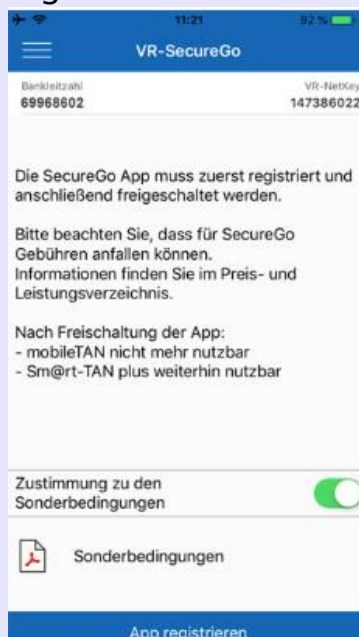 11:21
92 %
VR-SecureGo
Bankleitzahl
VR-NetKey
69968602
147386022
Die SecureGo App muss zuerst registriert und
anschließend freigeschaltet werden.
Bitte beachten Sie, dass für SecureGo
Gebühren anfallen können.
Informationen finden Sie im Preis- und
Leistungsverzeichnis.
Nach Freischaltung der App:
- mobileTAN nicht mehr nutzbar
- Sm@rt-TAN plus weiterhin nutzbar
Zustimmung zu den
Sonderbedingungen
Sonderbedingungen
App registrieren